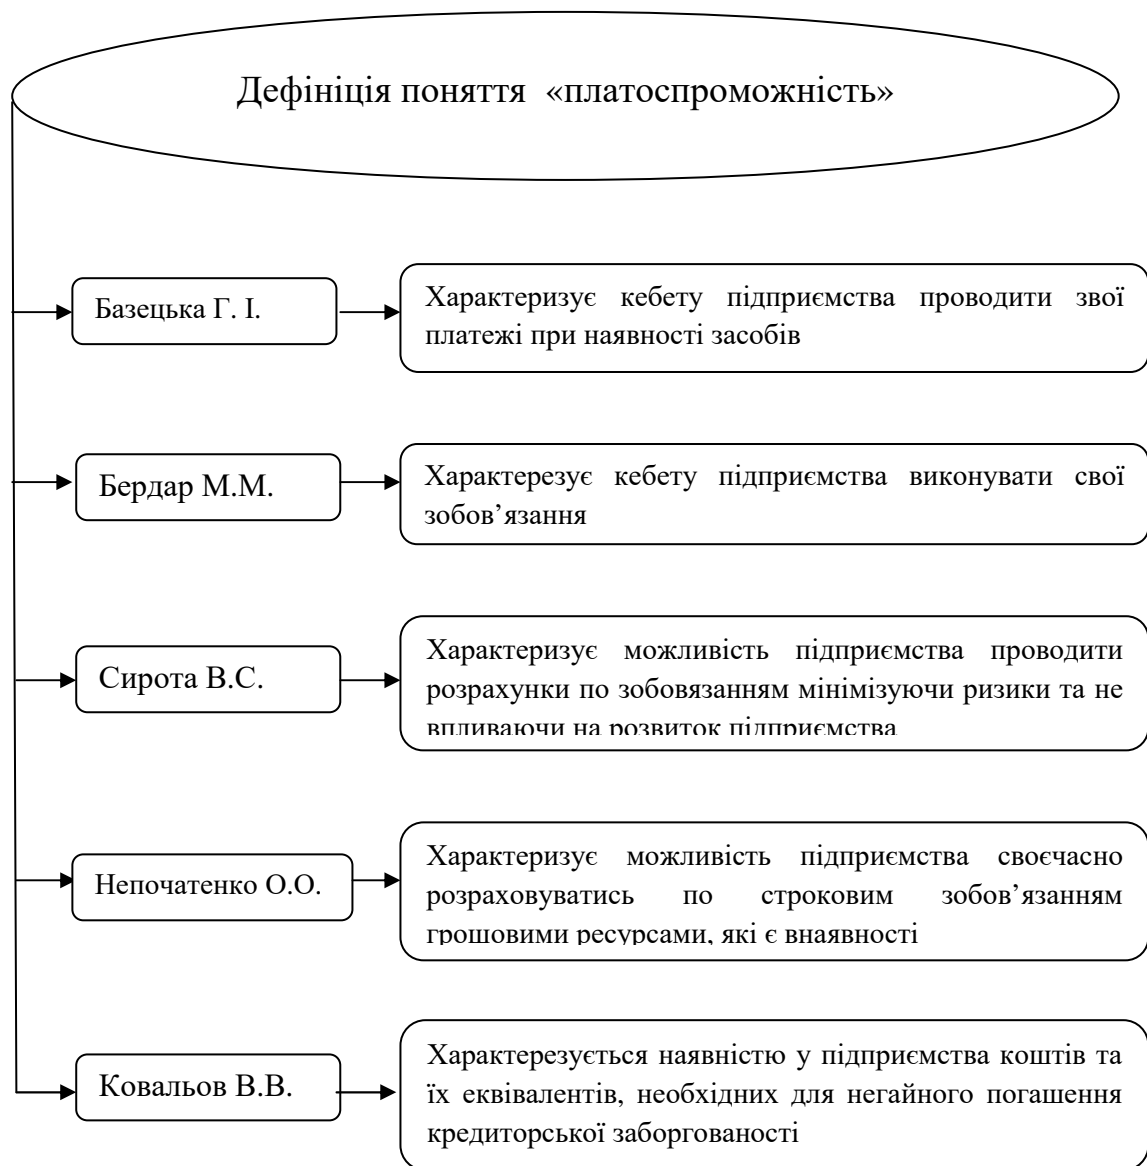 Дефініція поняття «платоспроможність»
Базецька Г. І.
Характеризує кебету підприємства проводити звої
платежі при наявності засобів
Бердар М.М.
Характерезує кебету підприємства виконувати свої
зобов’язання
Сирота В.С.
Характеризує можливість підприємства проводити
розрахунки по зобовязанням мінімізуючи ризики та не
впливаючи на розвиток підприємства
Непочатенко О.О.
Характеризує можливість підприємства своєчасно
розраховуватись по строковим зобов’язанням
грошовими ресурсами, які є внаявності
Ковальов В.В.
Характерезується наявністю у підприємства коштів та
їх еквівалентів, необхідних для негайного погашення
кредиторської заборгованості